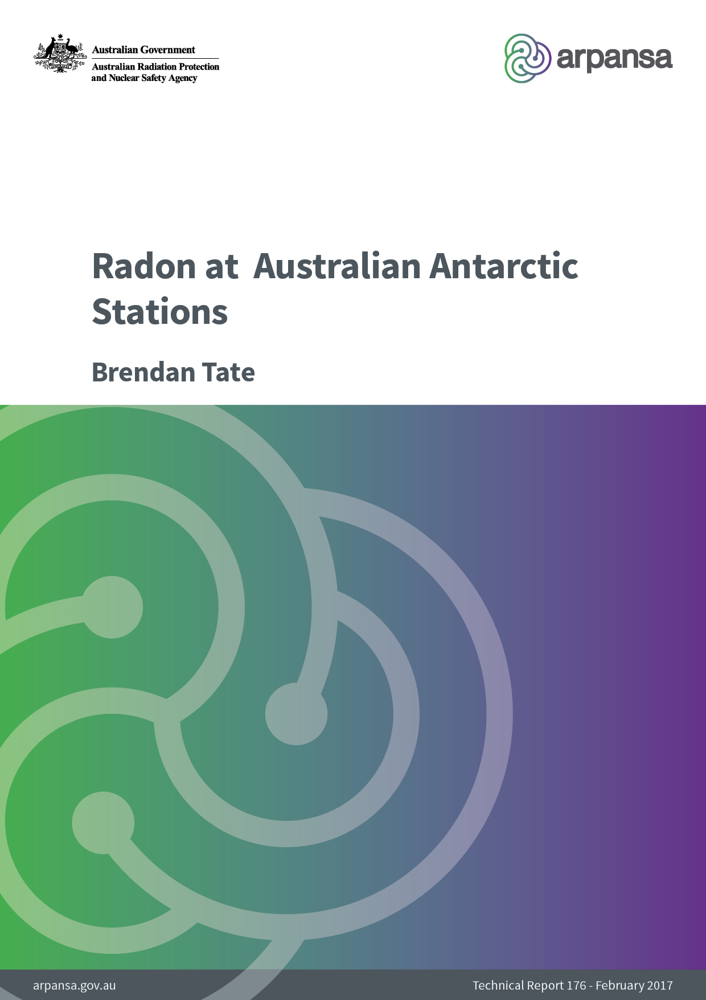 Australian Government
Australian Radiation Protection
and Nuclear Safety Agency
arpansa
Radon at  Australian Antarctic
Stations
Brendan Tate
arpansa.gov.au
Technical Report 176 - February 2017